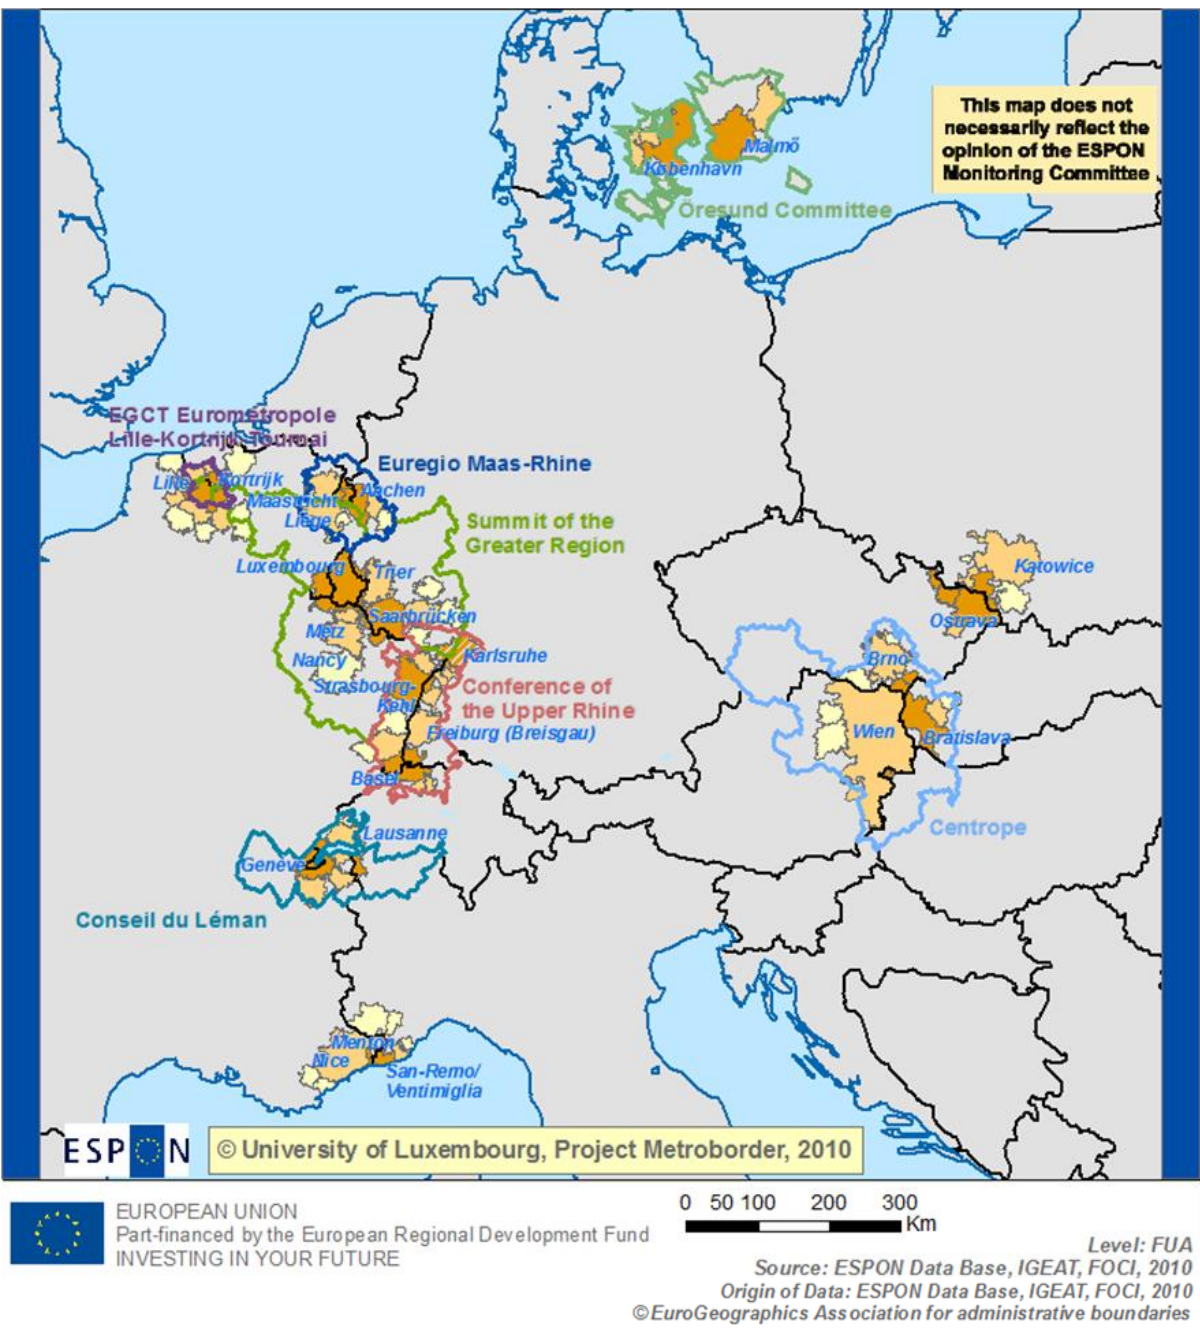 This map does not
necessarily reflect the
opinion of the ESPON
Monitoring Committee
Malmö
København
Öresund Committee
EGCT Eurométropole
Lille-Kortrijk-Tournai
Euregio Maas-Rhine
Lille
Kortrijk
Aachen
Maastricht
Liège
Summit of the
Greater Region
Luxembourg
Trier
Katowice
Saarbrücken
Ostrava
Metz
Nancy
Karlsruhe
Brno
Strasbourg-
Kehl
Conference of
the Upper Rhine
Freiburg (Breisgau)
Wien
Bratislava
Basel
Lausanne
Centrope
Genève
Conseil du Léman
Menton
Nice
San-Remo/
Ventimiglia
ESPON
© University of Luxembourg, Project Metroborder, 2010
EUROPEAN UNION
Part-financed by the European Regional Development Fund
INVESTING IN YOUR FUTURE
0 50 100 200 300
Km
Level: FUA
Source: ESPON Data Base, IGEAT, FOCI, 2010
Origin of Data: ESPON Data Base, IGEAT, FOCI, 2010
© EuroGeographics Association for administrative boundaries